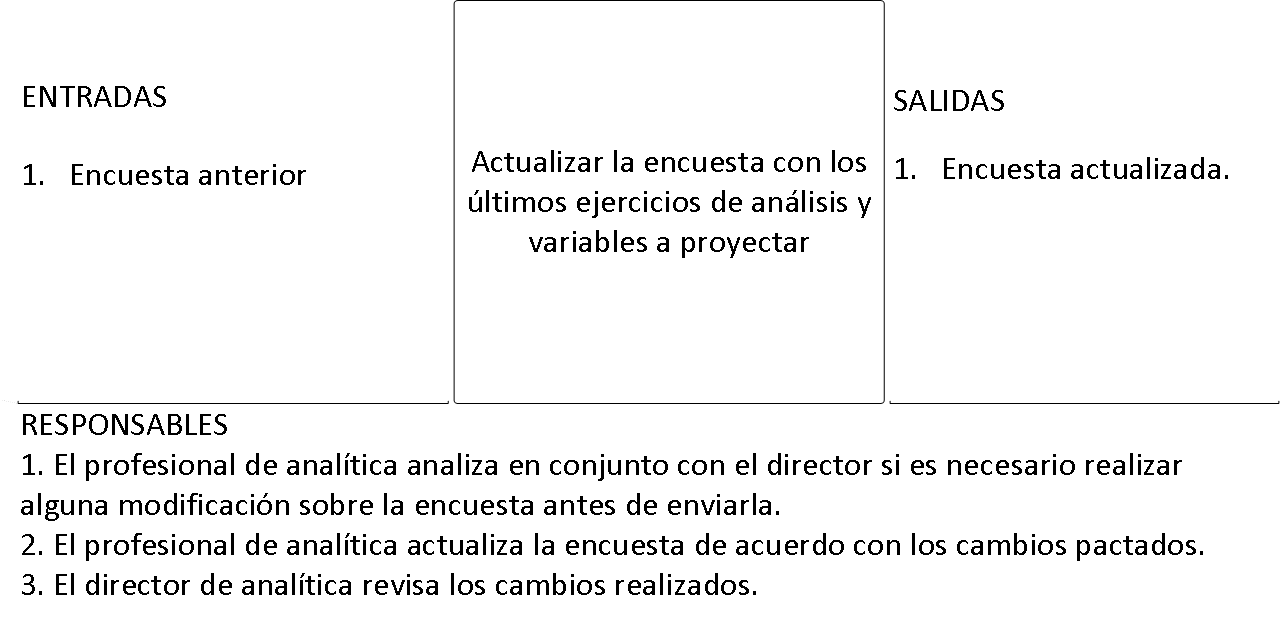 ENTRADAS
1. Encuesta anterior
Actualizar la encuesta con los
últimos ejercicios de análisis y
variables a proyectar
SALIDAS
1. Encuesta actualizada.
RESPONSABLES
1. El profesional de analítica analiza en conjunto con el director si es necesario realizar
alguna modificación sobre la encuesta antes de enviarla.
2. El profesional de analítica actualiza la encuesta de acuerdo con los cambios pactados.
3. El director de analítica revisa los cambios realizados.